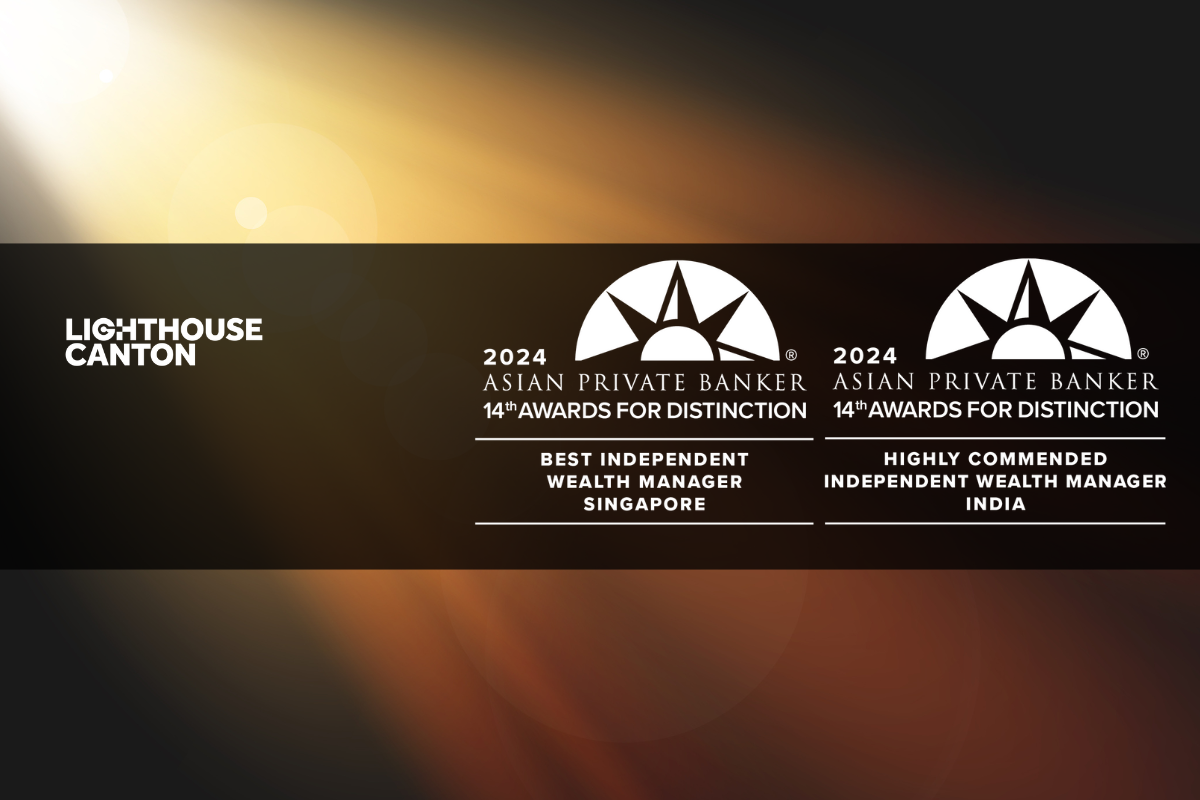 LIGHTHOUSE
CANTON
2024
®
ASIAN PRIVATE BANKER
14th AWARDS FOR DISTINCTION
BEST INDEPENDENT
WEALTH MANAGER
SINGAPORE
2024
®
ASIAN PRIVATE BANKER
14th AWARDS FOR DISTINCTION
HIGHLY COMMENDED
INDEPENDENT WEALTH MANAGER
INDIA